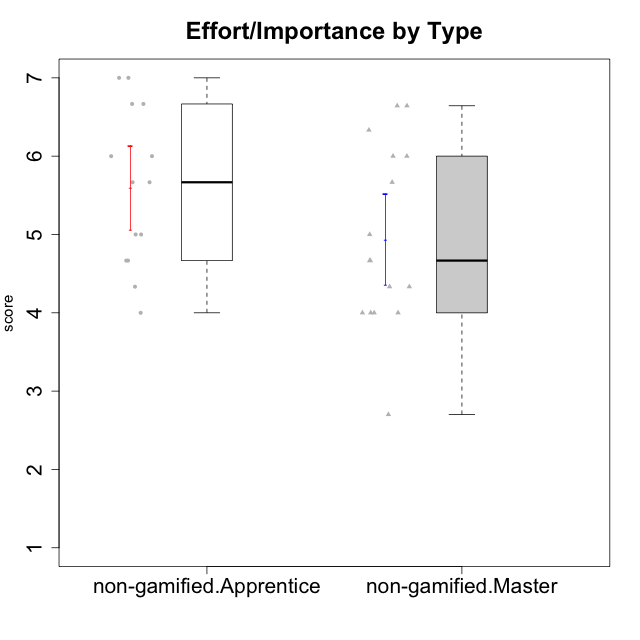 Effort/Importance by Type
7
6
5
4
3
2
1
score
non-gamified.Apprentice
non-gamified.Master